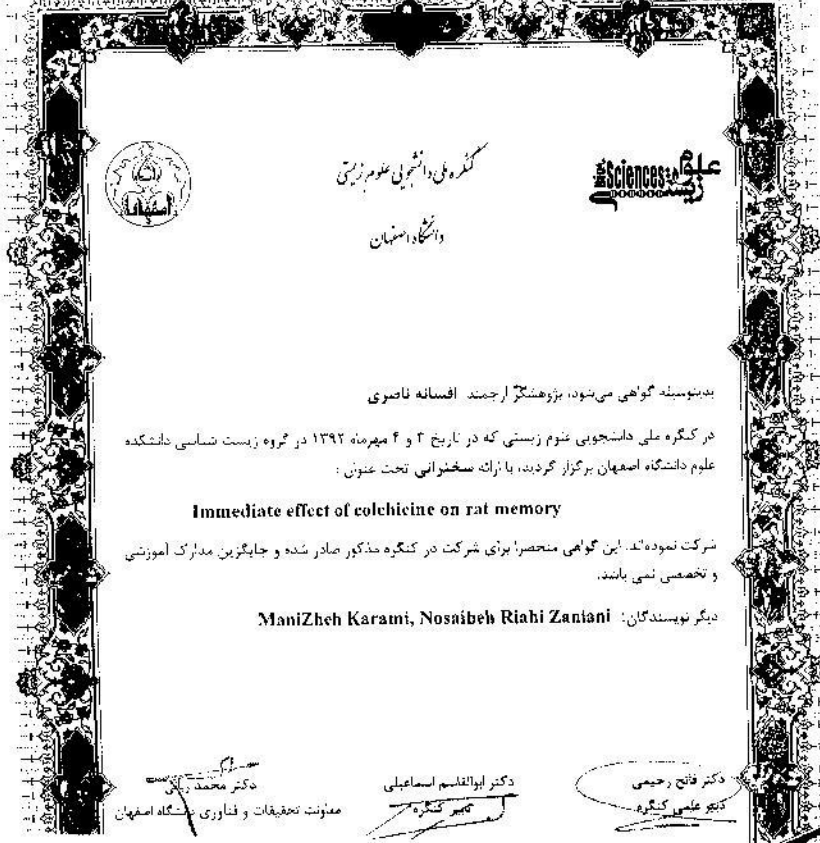 کنگره ملی دانشجویی علوم زیستی
دانشگاه اصفهان
علوم زیستی
BioSciences
بدینوسیله گواهی می‌شود، پژوهشگر ارجمند افسانه ناصری
در کنگره ملی دانشجویی علوم زیستی که در تاریخ ۳ و ۴ مهرماه ۱۳۹۲ در گروه زیست شناسی دانشکده
علوم دانشگاه اصفهان برگزار گردید، با ارائه سخنرانی تحت عنوان :
Immediate effect of colchicine on rat memory
شرکت نموده‌اند. این گواهی منحصرا برای شرکت در کنگره مذکور صادر شده و جایگزین مدارک آموزشی
و تخصصی نمی باشد.
دیگر نویسندگان: ManiZheh Karami, Nosaibeh Riahi Zaniani
دکتر فاتح رحیمی
دبیر علمی کنگره
دکتر ابوالقاسم اسماعیلی
دبیر کنگره
دکتر محمد
معاونت تحقیقات و فناوری دانشگاه اصفهان